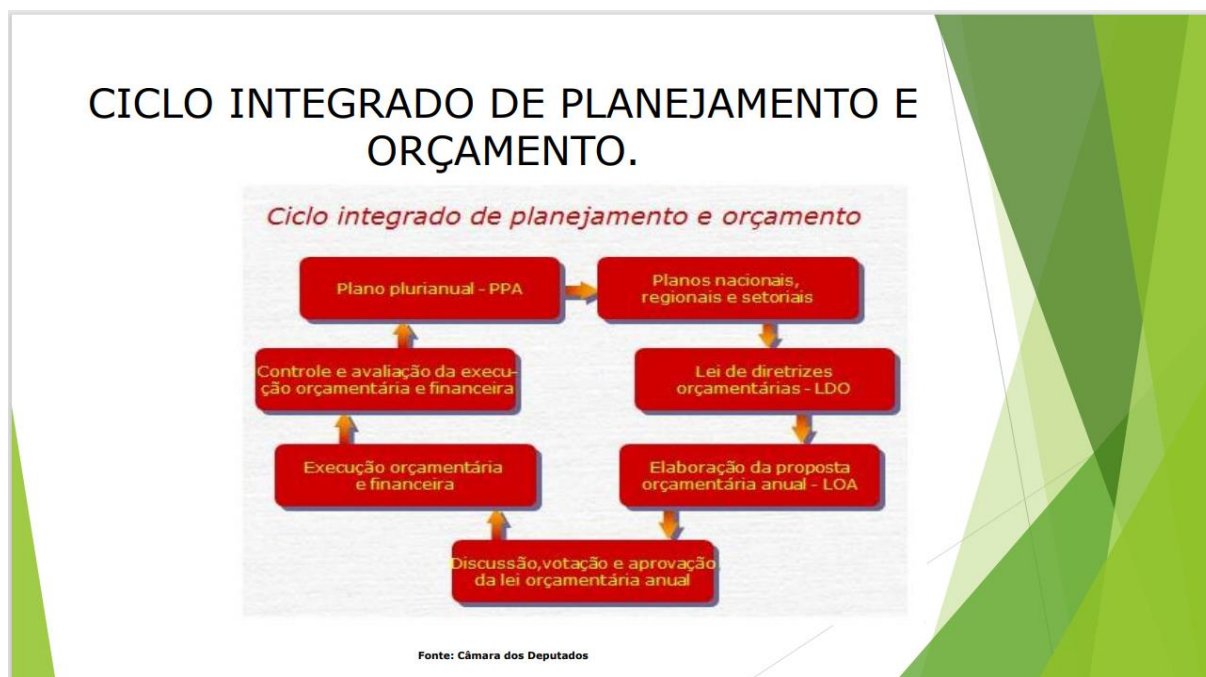 CICLO INTEGRADO DE PLANEJAMENTO E
ORÇAMENTO.
Ciclo integrado de planejamento e orçamento
Plano plurianual - PPA
Planos nacionais,
regionais e setoriais
Lei de diretrizes
orçamentárias - LDO
Elaboração da proposta
orçamentária anual - LOA
Discussão,votação e aprovação
da lei orçamentária anual
Execução orçamentária
e financeira
Controle e avaliação da execu-
ção orçamentária e financeira
Fonte: Câmara dos Deputados